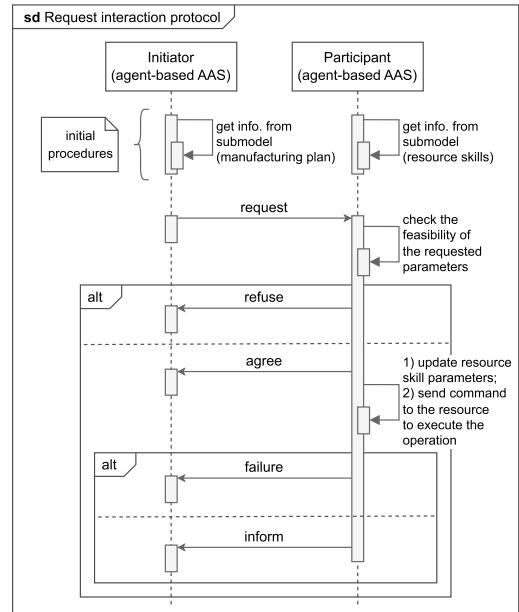 sd Request interaction protocol
Initiator
(agent-based AAS)
Participant
(agent-based AAS)
initial
procedures
get info. from
submodel
(manufacturing plan)
get info. from
submodel
(resource skills)
request
check the
feasibility of
the requested
parameters
alt
refuse
agree
1) update resource
skill parameters;
2) send command
to the resource
to execute the
operation
alt
failure
inform